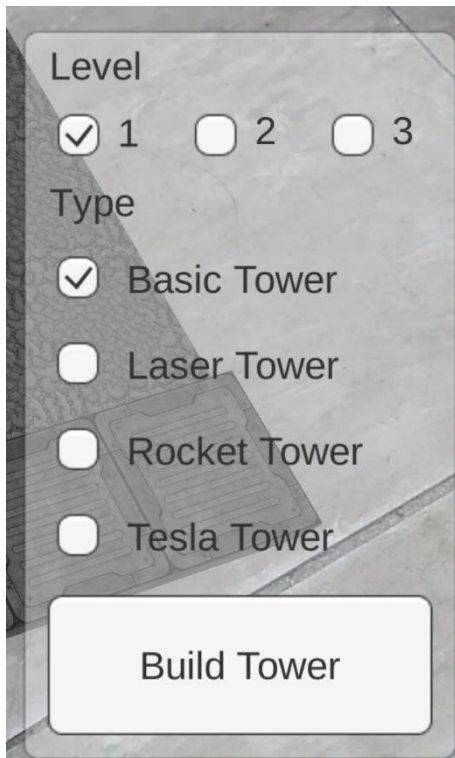 Level
1 2 3
Type
Basic Tower
Laser Tower
Rocket Tower
Tesla Tower
Build Tower